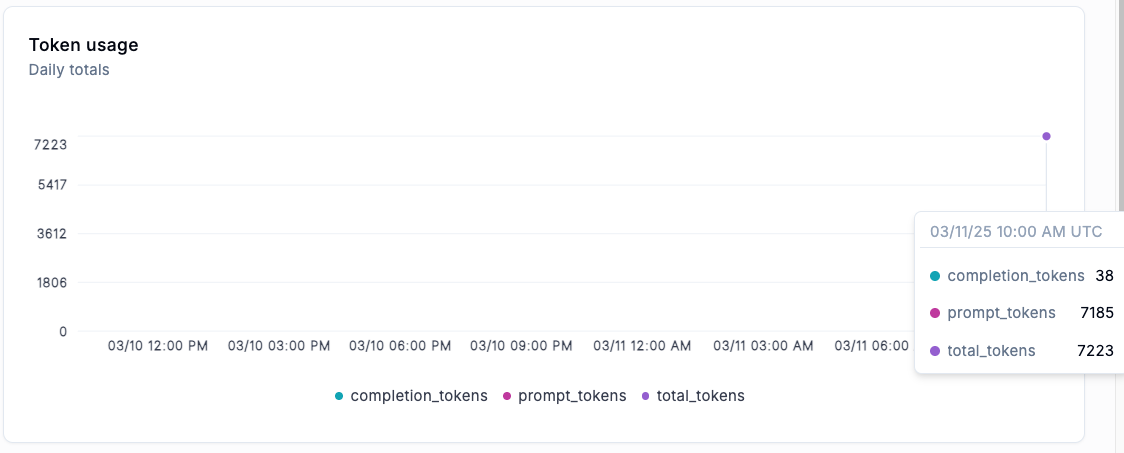 Token usage
Daily totals
7223
5417
3612
1806
0
03/10 12:00 PM 03/10 03:00 PM 03/10 06:00 PM 03/10 09:00 PM 03/11 12:00 AM 03/11 03:00 AM 03/11 06:00
03/11/25 10:00 AM UTC
completion_tokens 38
prompt_tokens 7185
total_tokens 7223
completion_tokens prompt_tokens total_tokens